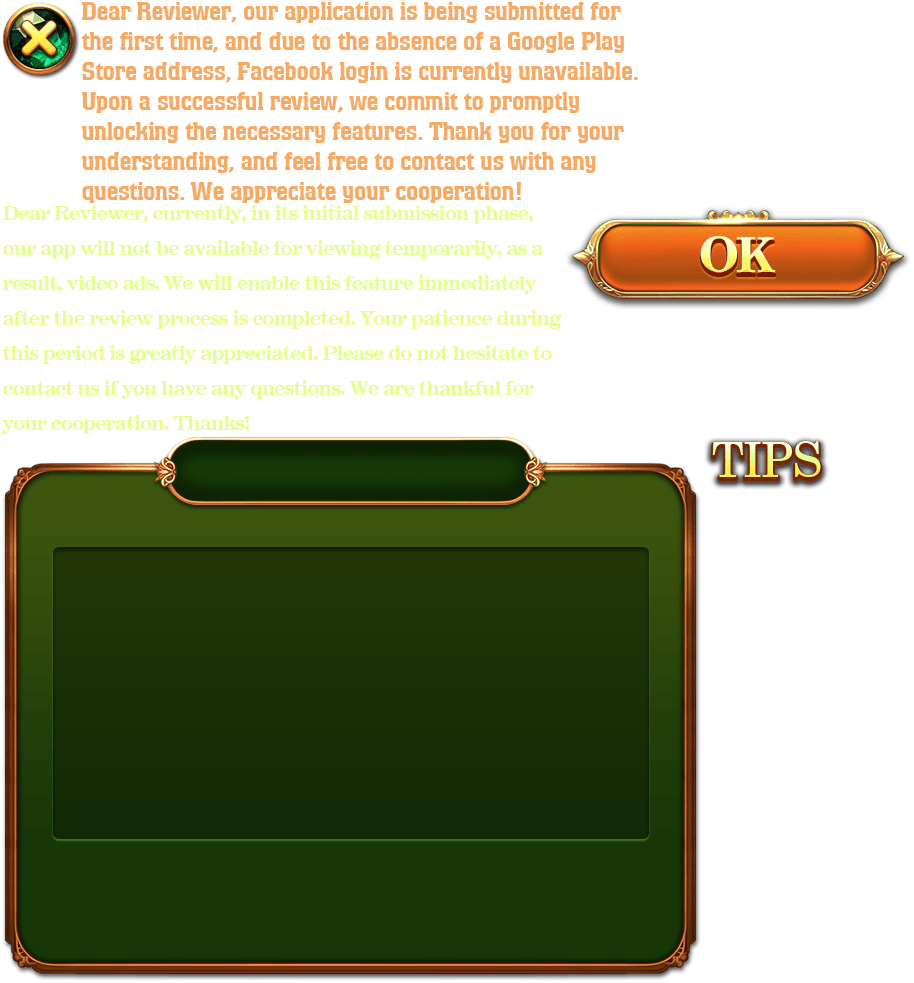 Dear Reviewer, our application is being submitted for
the first time, and due to the absence of a Google Play
Store address, Facebook login is currently unavailable.
Upon a successful review, we commit to promptly
unlocking the necessary features. Thank you for your
understanding, and feel free to contact us with any
questions. We appreciate your cooperation!
Dear Reviewer, currently, in its initial submission phase,
our app will not be available for viewing temporarily, as a
result, video ads. We will enable this feature immediately
after the review process is completed. Your patience during
this period is greatly appreciated. Please do not hesitate to
contact us if you have any questions. We are thankful for
your cooperation. Thanks!
OK
TIPS